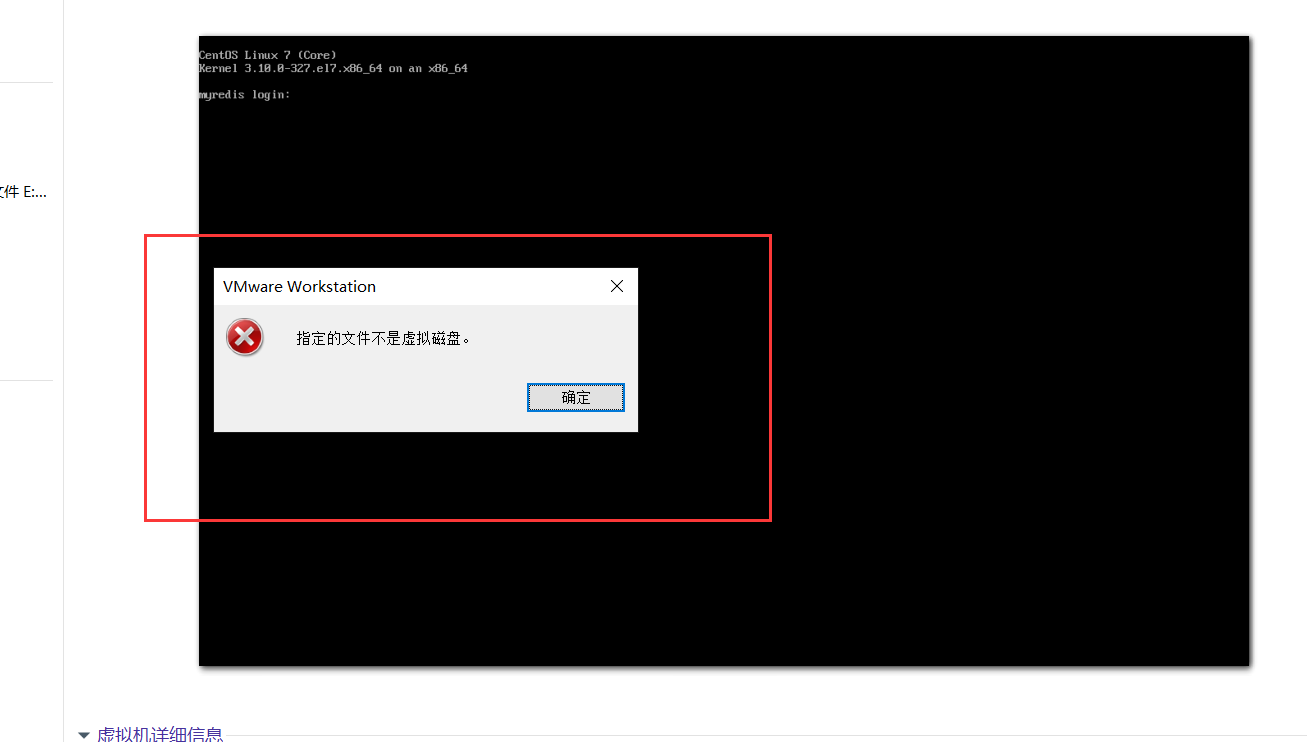 CentOS Linux 7 (Core)
Kernel 3.10.0-327.el7.x86_64 on an x86_64
myredis login:
文件 E:...
VMware Workstation
指定的文件不是虚拟磁盘。
确定
虚拟机详细信息